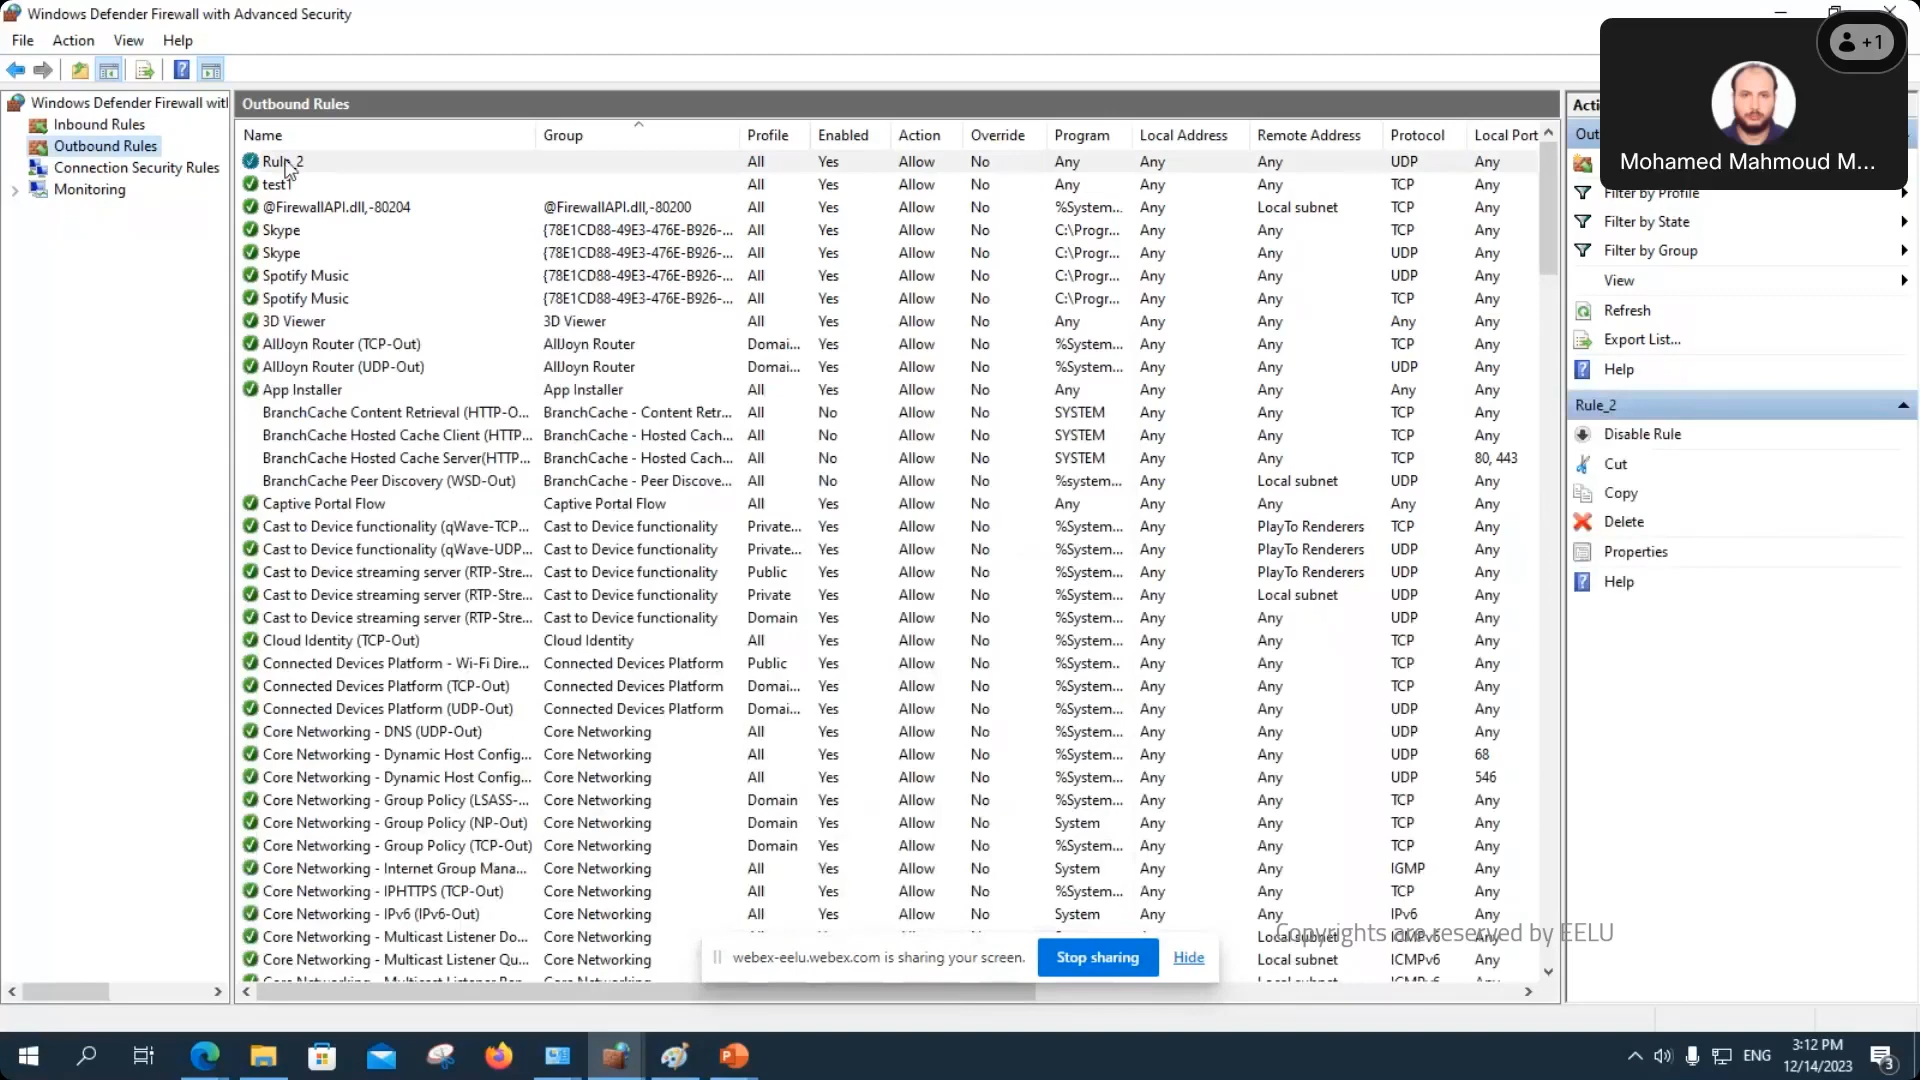 Windows Defender Firewall with Advanced Security
File Action View Help
+1
Mohamed Mahmoud M...
Windows Defender Firewall with
Inbound Rules
Outbound Rules
Connection Security Rules
Monitoring
Outbound Rules
Name Group Profile Enabled Action Override Program Local Address Remote Address Protocol Local Port
Rule_2 All Yes Allow No Any Any Any UDP Any
test1 All Yes Allow No Any Any Any TCP Any
@FirewallAPI.dll,-80204 @FirewallAPI.dll,-80200 All Yes Allow No %System... Any Local subnet TCP Any
Skype {78E1CD88-49E3-476E-B926-... All Yes Allow No C:\Progr... Any Any TCP Any
Skype {78E1CD88-49E3-476E-B926-... All Yes Allow No C:\Progr... Any Any UDP Any
Spotify Music {78E1CD88-49E3-476E-B926-... All Yes Allow No C:\Progr... Any Any UDP Any
Spotify Music {78E1CD88-49E3-476E-B926-... All Yes Allow No C:\Progr... Any Any TCP Any
3D Viewer 3D Viewer All Yes Allow No Any Any Any Any Any
AllJoyn Router (TCP-Out) AllJoyn Router Domai... Yes Allow No %System... Any Any TCP Any
AllJoyn Router (UDP-Out) AllJoyn Router Domai... Yes Allow No %System... Any Any UDP Any
App Installer App Installer All Yes Allow No Any Any Any Any Any
BranchCache Content Retrieval (HTTP-O... BranchCache - Content Retr... All No Allow No SYSTEM Any Any TCP Any
BranchCache Hosted Cache Client (HTTP... BranchCache - Hosted Cach... All No Allow No SYSTEM Any Any TCP Any
BranchCache Hosted Cache Server(HTTP... BranchCache - Hosted Cach... All No Allow No SYSTEM Any Any TCP 80, 443
BranchCache Peer Discovery (WSD-Out) BranchCache - Peer Discove... All No Allow No %system... Any Local subnet UDP Any
Captive Portal Flow Captive Portal Flow All Yes Allow No Any Any Any Any Any
Cast to Device functionality (qWave-TCP... Cast to Device functionality Private... Yes Allow No %System... Any PlayTo Renderers TCP Any
Cast to Device functionality (qWave-UDP... Cast to Device functionality Private... Yes Allow No %System... Any PlayTo Renderers UDP Any
Cast to Device streaming server (RTP-Stre... Cast to Device functionality Public Yes Allow No %System... Any PlayTo Renderers UDP Any
Cast to Device streaming server (RTP-Stre... Cast to Device functionality Private Yes Allow No %System... Any Local subnet UDP Any
Cast to Device streaming server (RTP-Stre... Cast to Device functionality Domain Yes Allow No %System... Any Any UDP Any
Cloud Identity (TCP-Out) Cloud Identity All Yes Allow No %System... Any Any TCP Any
Connected Devices Platform - Wi-Fi Dire... Connected Devices Platform Public Yes Allow No %System... Any Any TCP Any
Connected Devices Platform (TCP-Out) Connected Devices Platform Domai... Yes Allow No %System... Any Any TCP Any
Connected Devices Platform (UDP-Out) Connected Devices Platform Domai... Yes Allow No %System... Any Any UDP Any
Core Networking - DNS (UDP-Out) Core Networking All Yes Allow No %System... Any Any UDP Any
Core Networking - Dynamic Host Config... Core Networking All Yes Allow No %System... Any Any UDP 68
Core Networking - Dynamic Host Config... Core Networking All Yes Allow No %System... Any Any UDP 546
Core Networking - Group Policy (LSASS-... Core Networking Domain Yes Allow No %System... Any Any TCP Any
Core Networking - Group Policy (NP-Out) Core Networking Domain Yes Allow No System Any Any TCP Any
Core Networking - Group Policy (TCP-Out) Core Networking Domain Yes Allow No %System... Any Any TCP Any
Core Networking - Internet Group Mana... Core Networking All Yes Allow No System Any Any IGMP Any
Core Networking - IPHTTPS (TCP-Out) Core Networking All Yes Allow No %System... Any Any TCP Any
Core Networking - IPv6 (IPv6-Out) Core Networking All Yes Allow No System Any Any IPv6 Any
Core Networking - Multicast Listener Do... Core Networking Local subnet ICMPv6 Any
Core Networking - Multicast Listener Qu... Core Networking Local subnet ICMPv6 Any
Copyrights are reserved by EELU
webex-eelu.webex.com is sharing your screen. Stop sharing Hide
Filter by Profile
Filter by State
Filter by Group
View
Refresh
Export List...
Help
Rule_2
Disable Rule
Cut
Copy
Delete
Properties
Help
ENG
3:12 PM
12/14/2023
3